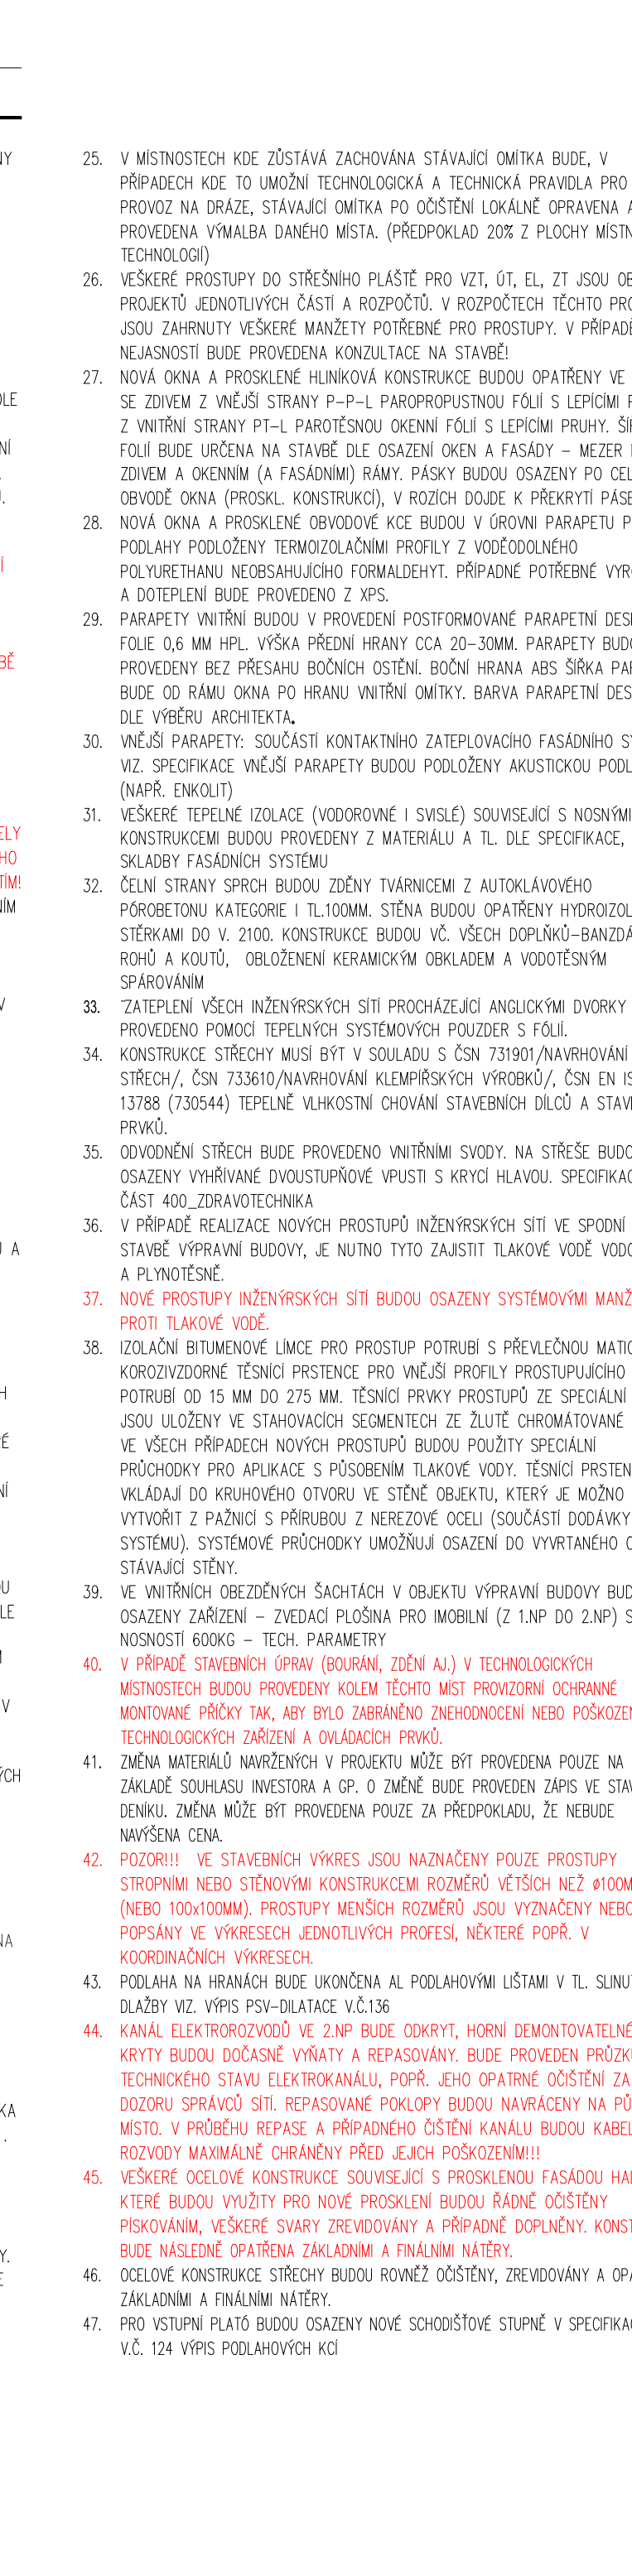 25. V MÍSTNOSTECH KDE ZŮSTÁVÁ ZACHOVÁNA STÁVAJÍCÍ OMÍTKA BUDE, V
PŘÍPADECH KDE TO UMOŽNÍ TECHNOLOGICKÁ A TECHNICKÁ PRAVIDLA PRO
PROVOZ NA DRÁZE, STÁVAJÍCÍ OMÍTKA PO OČIŠTĚNÍ LOKÁLNĚ OPRAVENA A
PROVEDENA VÝMALBA DANÉHO MÍSTA. (PŘEDPOKLAD 20% Z PLOCHY MÍSTN
TECHNOLOGIÍ)
26. VEŠKERÉ PROSTUPY DO STŘEŠNÍHO PLÁŠTĚ PRO VZT, ÚT, EL, ZT JSOU OB
PROJEKTŮ JEDNOTLIVÝCH ČÁSTÍ A ROZPOČTŮ. V ROZPOČTECH TĚCHTO PRO
JSOU ZAHRNUTY VEŠKERÉ MANŽETY POTŘEBNÉ PRO PROSTUPY. V PŘÍPADĚ
NEJASNOSTÍ BUDE PROVEDENA KONZULTACE NA STAVBĚ!
27. NOVÁ OKNA A PROSKLENÉ HLINÍKOVÁ KONSTRUKCE BUDOU OPATŘENY VE
SE ZDIVEM Z VNĚJŠÍ STRANY P-P-L PAROPROPUSTNOU FÓLIÍ S LEPÍCÍMI P
Z VNITŘNÍ STRANY PT-L PAROTĚSNOU OKENNÍ FÓLIÍ S LEPÍCÍMI PRUHY. ŠÍŘ
FOLIÍ BUDE URČENA NA STAVBĚ DLE OSAZENÍ OKEN A FASÁDY - MEZER
ZDIVEM A OKENNÍM (A FASÁDNÍMI) RÁMY. PÁSKY BUDOU OSAZENY PO CEL
OBVODĚ OKNA (PROSKL. KONSTRUKCÍ), V ROZÍCH DOJDE K PŘEKRYTÍ PÁSE
28. NOVÁ OKNA A PROSKLENÉ OBVODOVÉ KCE BUDOU V ÚROVNI PARAPETU P
PODLAHY PODLOŽENY TERMOIZOLAČNÍMI PROFILY Z VODĚODOLNÉHO
POLYURETHANU NEOBSAHUJÍCÍHO FORMALDEHYT. PŘÍPADNÉ POTŘEBNÉ VYR
A DOTEPLENÍ BUDE PROVEDENO Z XPS.
29. PARAPETY VNITŘNÍ BUDOU V PROVEDENÍ POSTFORMOVANÉ PARAPETNÍ DES
FOLIE 0,6 MM HPL. VÝŠKA PŘEDNÍ HRANY CCA 20-30MM. PARAPETY BUDO
PROVEDENY BEZ PŘESAHU BOČNÍCH OSTĚNÍ. BOČNÍ HRANA ABS ŠÍŘKA PA
BUDE OD RÁMU OKNA PO HRANU VNITŘNÍ OMÍTKY. BARVA PARAPETNÍ DES
DLE VÝBĚRU ARCHITEKTA.
30. VNĚJŠÍ PARAPETY: SOUČÁSTÍ KONTAKTNÍHO ZATEPLOVACÍHO FASÁDNÍHO SY
VIZ. SPECIFIKACE VNĚJŠÍ PARAPETY BUDOU PODLOŽENY AKUSTICKOU PODL
(NAPŘ. ENKOLIT)
31. VEŠKERÉ TEPELNÉ IZOLACE (VODOROVNÉ I SVISLÉ) SOUVISEJÍCÍ S NOSNÝMI
KONSTRUKCEMI BUDOU PROVEDENY Z MATERIÁLU A TL. DLE SPECIFIKACE,
SKLADBY FASÁDNÍCH SYSTÉMU
32. ČELNÍ STRANY SPRCH BUDOU ZDĚNY TVÁRNICEMI Z AUTOKLÁVOVÉHO
PÓROBETONU KATEGORIE I TL.100MM. STĚNA BUDOU OPATŘENY HYDROIZOL
STĚRKAMI DO V. 2100. KONSTRUKCE BUDOU VČ. VŠECH DOPLŇKŮ-BANZDÁ
ROHŮ A KOUTŮ, OBLOŽENENÍ KERAMICKÝM OBKLADEM A VODOTĚSNÝM
SPÁROVÁNÍM
33. ˇZATEPLENÍ VŠECH INŽENÝRSKÝCH SÍTÍ PROCHÁZEJÍCÍ ANGLICKÝMI DVORKY
PROVEDENO POMOCÍ TEPELNÝCH SYSTÉMOVÝCH POUZDER S FÓLIÍ.
34. KONSTRUKCE STŘECHY MUSÍ BÝT V SOULADU S ČSN 731901/NAVRHOVÁNÍ
STŘECH/, ČSN 733610/NAVRHOVÁNÍ KLEMPÍŘSKÝCH VÝROBKŮ/, ČSN EN IS
13788 (730544) TEPELNĚ VLHKOSTNÍ CHOVÁNÍ STAVEBNÍCH DÍLCŮ A STAV
PRVKŮ.
35. ODVODNĚNÍ STŘECH BUDE PROVEDENO VNITŘNÍMI SVODY. NA STŘEŠE BUDO
OSAZENY VYHŘÍVANÉ DVOUSTUPŇOVÉ VPUSTI S KRYCÍ HLAVOU. SPECIFIKAC
ČÁST 400_ZDRAVOTECHNIKA
36. V PŘÍPADĚ REALIZACE NOVÝCH PROSTUPŮ INŽENÝRSKÝCH SÍTÍ VE SPODNÍ
STAVBĚ VÝPRAVNÍ BUDOVY, JE NUTNO TYTO ZAJISTIT TLAKOVÉ VODĚ VODO
A PLYNOTĚSNĚ.
37. NOVÉ PROSTUPY INŽENÝRSKÝCH SÍTÍ BUDOU OSAZENY SYSTÉMOVÝMI MANŽ
PROTI TLAKOVÉ VODĚ.
38. IZOLAČNÍ BITUMENOVÉ LÍMCE PRO PROSTUP POTRUBÍ S PŘEVLEČNOU MATIC
KOROZIVZDORNÉ TĚSNÍCÍ PRSTENCE PRO VNĚJŠÍ PROFILY PROSTUPUJÍCÍHO
POTRUBÍ OD 15 MM DO 275 MM. TĚSNÍCÍ PRVKY PROSTUPŮ ZE SPECIÁLNÍ
JSOU ULOŽENY VE STAHOVACÍCH SEGMENTECH ZE ŽLUTĚ CHROMÁTOVANÉ
VE VŠECH PŘÍPADECH NOVÝCH PROSTUPŮ BUDOU POUŽITY SPECIÁLNÍ
PRŮCHODKY PRO APLIKACE S PŮSOBENÍM TLAKOVÉ VODY. TĚSNÍCÍ PRSTEN
VKLÁDAJÍ DO KRUHOVÉHO OTVORU VE STĚNĚ OBJEKTU, KTERÝ JE MOŽNO
VYTVOŘIT Z PAŽNICÍ S PŘÍRUBOU Z NEREZOVÉ OCELI (SOUČÁSTÍ DODÁVKY
SYSTÉMU). SYSTÉMOVÉ PRŮCHODKY UMOŽŇUJÍ OSAZENÍ DO VYVRTANÉHO O
STÁVAJÍCÍ STĚNY.
39. VE VNITŘNÍCH OBEZDĚNÝCH ŠACHTÁCH V OBJEKTU VÝPRAVNÍ BUDOVY BUD
OSAZENY ZAŘÍZENÍ - ZVEDACÍ PLOŠINA PRO IMOBILNÍ (Z 1.NP DO 2.NP) S
NOSNOSTÍ 600KG - TECH. PARAMETRY
40. V PŘÍPADĚ STAVEBNÍCH ÚPRAV (BOURÁNÍ, ZDĚNÍ AJ.) V TECHNOLOGICKÝCH
MÍSTNOSTECH BUDOU PROVEDENY KOLEM TĚCHTO MÍST PROVIZORNÍ OCHRANNÉ
MONTOVANÉ PŘÍČKY TAK, ABY BYLO ZABRÁNĚNO ZNEHODNOCENÍ NEBO POŠKOZEN
TECHNOLOGICKÝCH ZAŘÍZENÍ A OVLÁDACÍCH PRVKŮ.
41. ZMĚNA MATERIÁLŮ NAVRŽENÝCH V PROJEKTU MŮŽE BÝT PROVEDENA POUZE NA
ZÁKLADĚ SOUHLASU INVESTORA A GP. O ZMĚNĚ BUDE PROVEDEN ZÁPIS VE STAV
DENÍKU. ZMĚNA MŮŽE BÝT PROVEDENA POUZE ZA PŘEDPOKLADU, ŽE NEBUDE
NAVÝŠENA CENA.
42. POZOR!!! VE STAVEBNÍCH VÝKRES JSOU NAZNAČENY POUZE PROSTUPY
STROPNÍMI NEBO STĚNOVÝMI KONSTRUKCEMI ROZMĚRŮ VĚTŠÍCH NEŽ ø100M
(NEBO 100x100MM). PROSTUPY MENŠÍCH ROZMĚRŮ JSOU VYZNAČENY NEBO
POPSÁNY VE VÝKRESECH JEDNOTLIVÝCH PROFESÍ, NĚKTERÉ POPŘ. V
KOORDINAČNÍCH VÝKRESECH.
43. PODLAHA NA HRANÁCH BUDE UKONČENA AL PODLAHOVÝMI LIŠTAMI V TL. SLINU
DLAŽBY VIZ. VÝPIS PSV-DILATACE V.Č.136
44. KANÁL ELEKTROROZVODŮ VE 2.NP BUDE ODKRYT, HORNÍ DEMONTOVATELNÉ
KRYTY BUDOU DOČASNĚ VYŇATY A REPASOVÁNY. BUDE PROVEDEN PRŮZK
TECHNICKÉHO STAVU ELEKTROKANÁLU, POPŘ. JEHO OPATRNÉ OČIŠTĚNÍ ZA
DOZORU SPRÁVCŮ SÍTÍ. REPASOVANÉ POKLOPY BUDOU NAVRÁCENY NA PŮ
MÍSTO. V PRŮBĚHU REPASE A PŘÍPADNÉHO ČIŠTĚNÍ KANÁLU BUDOU KABEL
ROZVODY MAXIMÁLNĚ CHRÁNĚNY PŘED JEJICH POŠKOZENÍM!!!
45. VEŠKERÉ OCELOVÉ KONSTRUKCE SOUVISEJÍCÍ S PROSKLENOU FASÁDOU HAL
KTERÉ BUDOU VYUŽITY PRO NOVÉ PROSKLENÍ BUDOU ŘÁDNĚ OČIŠTĚNY
PÍSKOVÁNÍM, VEŠKERÉ SVARY ZREVIDOVÁNY A PŘÍPADNĚ DOPLNĚNY. KONST
BUDE NÁSLEDNĚ OPATŘENA ZÁKLADNÍMI A FINÁLNÍMI NÁTĚRY.
46. OCELOVÉ KONSTRUKCE STŘECHY BUDOU ROVNĚŽ OČIŠTĚNY, ZREVIDOVÁNY A OPA
ZÁKLADNÍMI A FINÁLNÍMI NÁTĚRY.
47. PRO VSTUPNÍ PLATÓ BUDOU OSAZENY NOVÉ SCHODIŠŤOVÉ STUPNĚ V SPECIFIKAC
V.Č. 124 VÝPIS PODLAHOVÝCH KCÍ